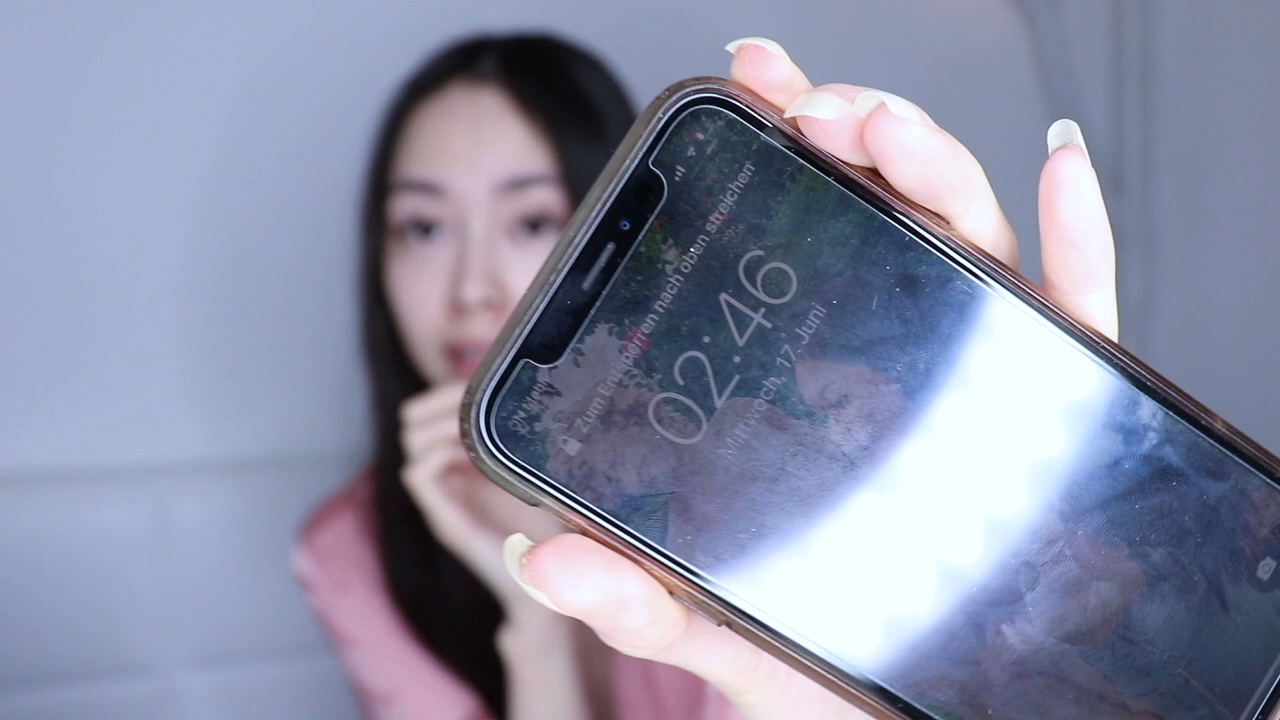 Zum Entsperren nach oben streichen
02:46
Mittwoch, 17. Juni